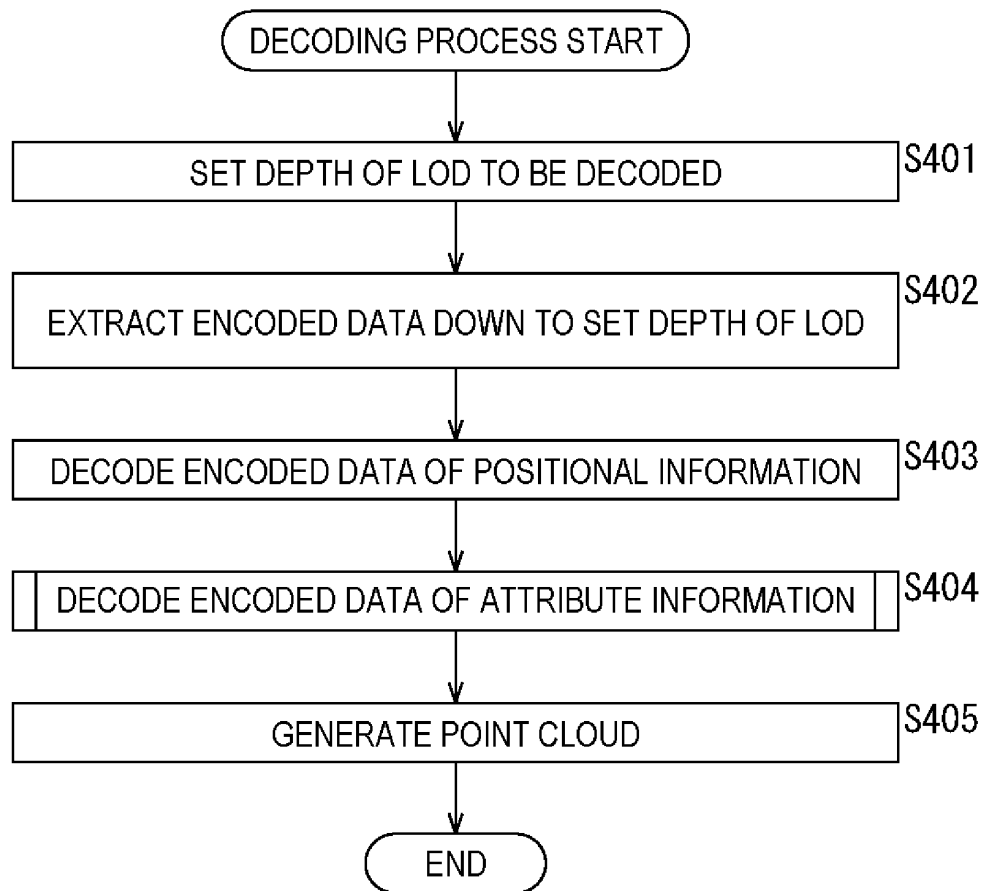 DECODING PROCESS START
SET DEPTH OF LOD TO BE DECODED
S401
EXTRACT ENCODED DATA DOWN TO SET DEPTH OF LOD
S402
DECODE ENCODED DATA OF POSITIONAL INFORMATION
S403
DECODE ENCODED DATA OF ATTRIBUTE INFORMATION
S404
GENERATE POINT CLOUD
S405
END